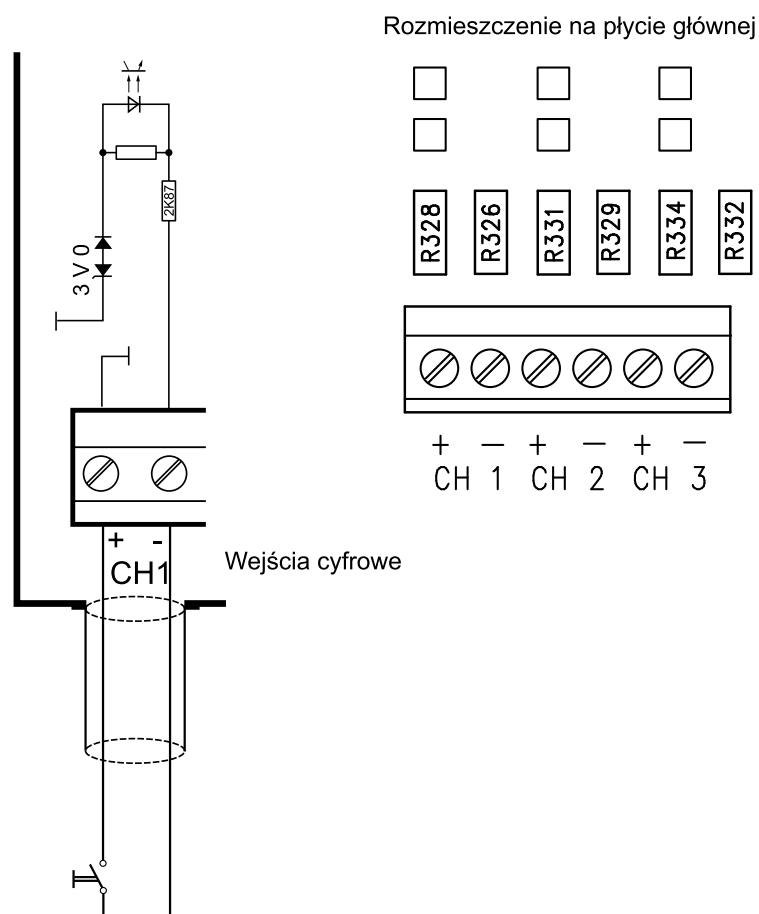 Rozmieszczenie na płycie głównej
2K87
3 V 0
R328 R326 R331 R329 R334 R332
+ − + − + −
CH 1 CH 2 CH 3
+ -
CH1
Wejścia cyfrowe